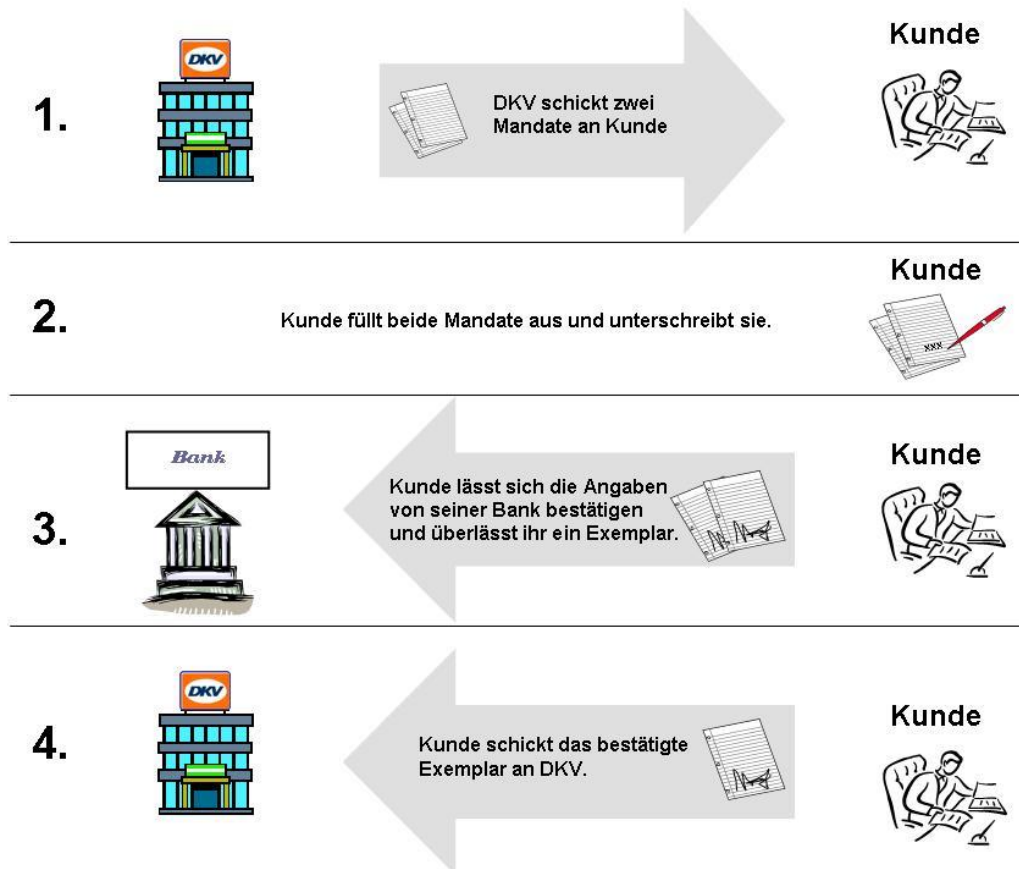 Kunde
DKV
1.
DKV schickt zwei
Mandate an Kunde
Kunde
2.
Kunde füllt beide Mandate aus und unterschreibt sie.
xxx
Bank
Kunde
3.
Kunde lässt sich die Angaben
von seiner Bank bestätigen
und überlässt ihr ein Exemplar.
DKV
Kunde
4.
Kunde schickt das bestätigte
Exemplar an DKV.